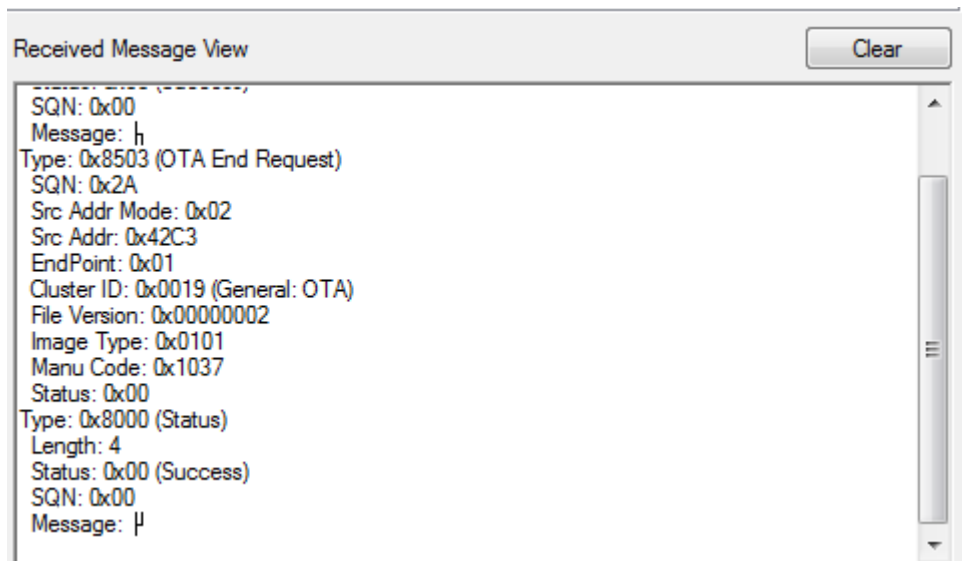 Received Message View
Clear
SQN: 0x00
Message:
Type: 0x8503 (OTA End Request)
SQN: 0x2A
Src Addr Mode: 0x02
Src Addr: 0x42C3
EndPoint: 0x01
Cluster ID: 0x0019 (General: OTA)
File Version: 0x00000002
Image Type: 0x0101
Manu Code: 0x1037
Status: 0x00
Type: 0x8000 (Status)
Length: 4
Status: 0x00 (Success)
SQN: 0x00
Message: